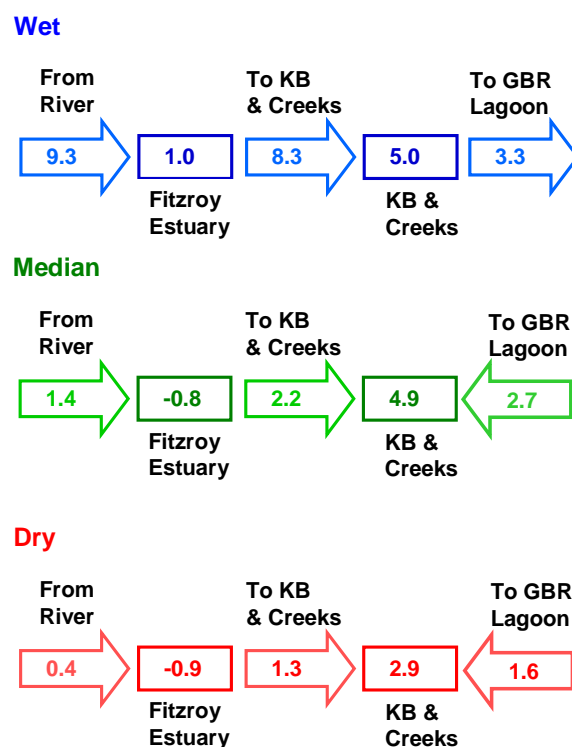 Wet
From
River
To KB
& Creeks
To GBR
Lagoon
9.3
1.0
8.3
5.0
3.3
Fitzroy
Estuary
KB &
Creeks
Median
From
River
To KB
& Creeks
To GBR
Lagoon
1.4
-0.8
2.2
4.9
2.7
Fitzroy
Estuary
KB &
Creeks
Dry
From
River
To KB
& Creeks
To GBR
Lagoon
0.4
-0.9
1.3
2.9
1.6
Fitzroy
Estuary
KB &
Creeks